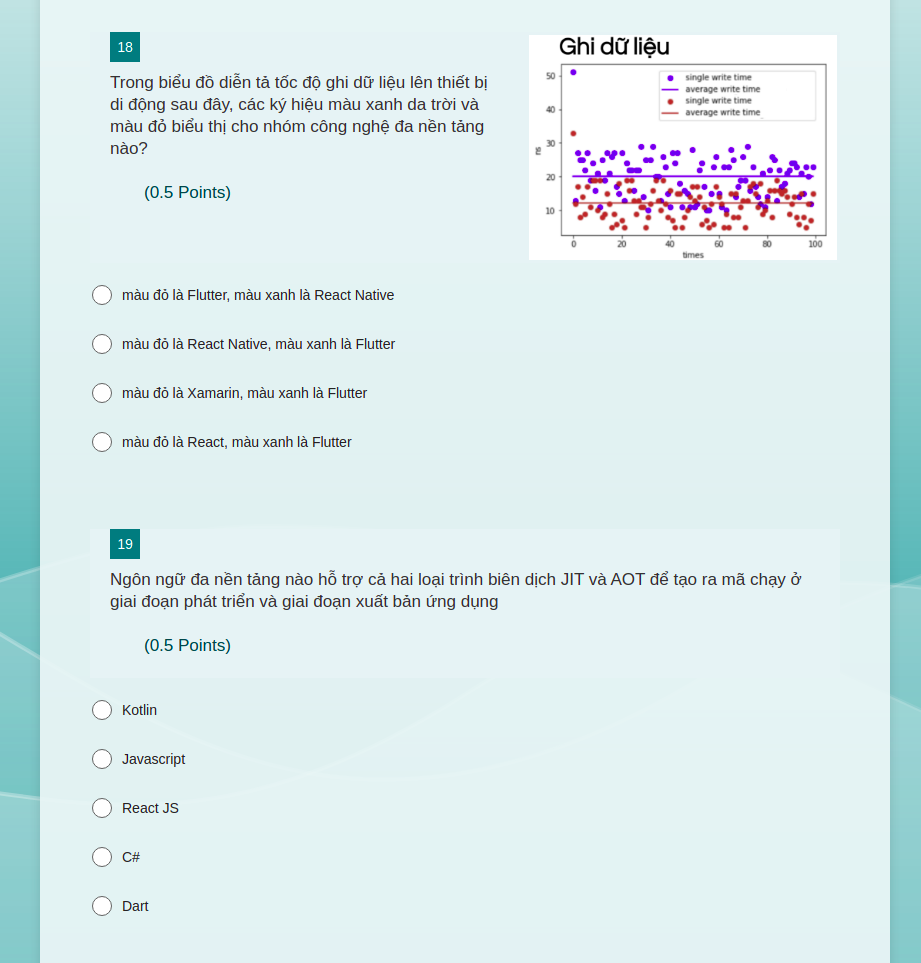 18
Trong biểu đồ diễn tả tốc độ ghi dữ liệu lên thiết bị
di động sau đây, các ký hiệu màu xanh da trời và
màu đỏ biểu thị cho nhóm công nghệ đa nền tảng
nào?
(0.5 Points)
Ghi dữ liệu
single write time
average write time
single write time
average write time
ns
50
40
30
20
10
0 20 40 60 80 100
times
màu đỏ là Flutter, màu xanh là React Native
màu đỏ là React Native, màu xanh là Flutter
màu đỏ là Xamarin, màu xanh là Flutter
màu đỏ là React, màu xanh là Flutter
19
Ngôn ngữ đa nền tảng nào hỗ trợ cả hai loại trình biên dịch JIT và AOT để tạo ra mã chạy ở
giai đoạn phát triển và giai đoạn xuất bản ứng dụng
(0.5 Points)
Kotlin
Javascript
React JS
C#
Dart